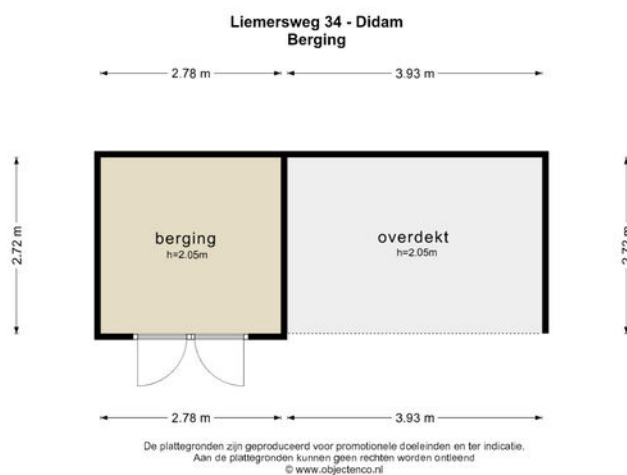 Liemersweg 34 - Didam
Berging
2.78 m
3.93 m
2.72 m
berging
h=2.05m
overdekt
h=2.05m
2.72 m
2.78 m
3.93 m
De plattegronden zijn geproduceerd voor promotionele doeleinden en ter indicatie.
Aan de plattegronden kunnen geen rechten worden ontleend
© www.objectenco.nl